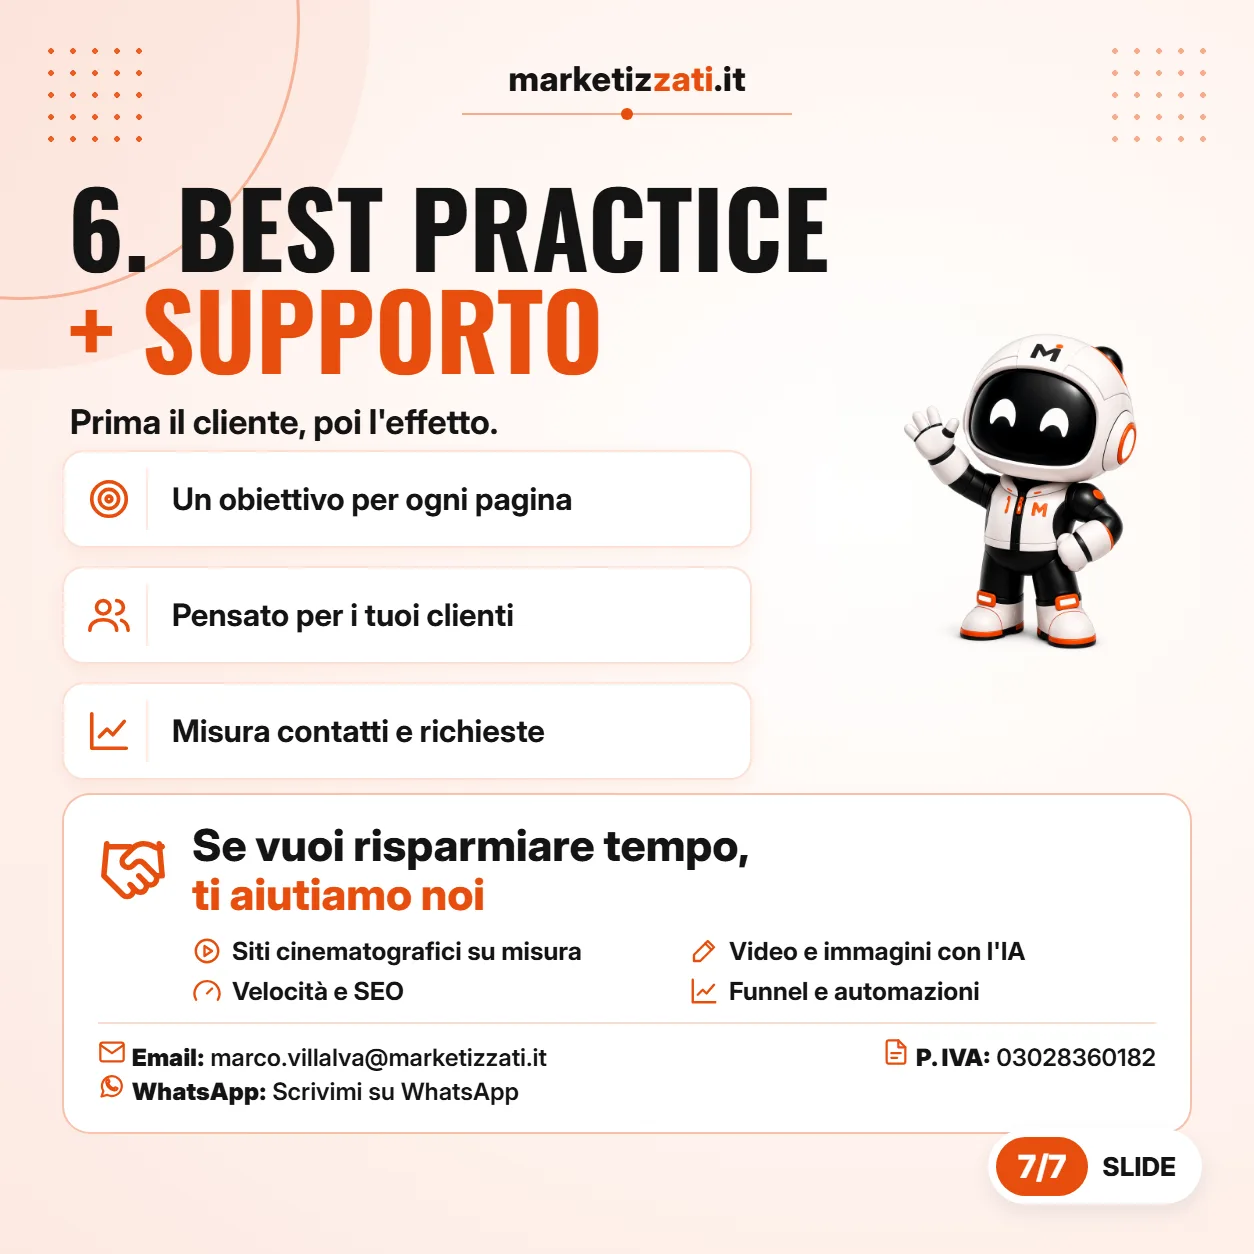 marketizzati.it
6. BEST PRACTICE
+ SUPPORTO
Prima il cliente, poi l'effetto.
Un obiettivo per ogni pagina
Pensato per i tuoi clienti
Misura contatti e richieste
Se vuoi risparmiare tempo,
ti aiutiamo noi
Siti cinematografici su misura
Video e immagini con l'IA
Velocità e SEO
Funnel e automazioni
Email: marco.villalva@marketizzati.it
P.IVA: 03028360182
WhatsApp: Scrivimi su WhatsApp
7/7 SLIDE
M
M